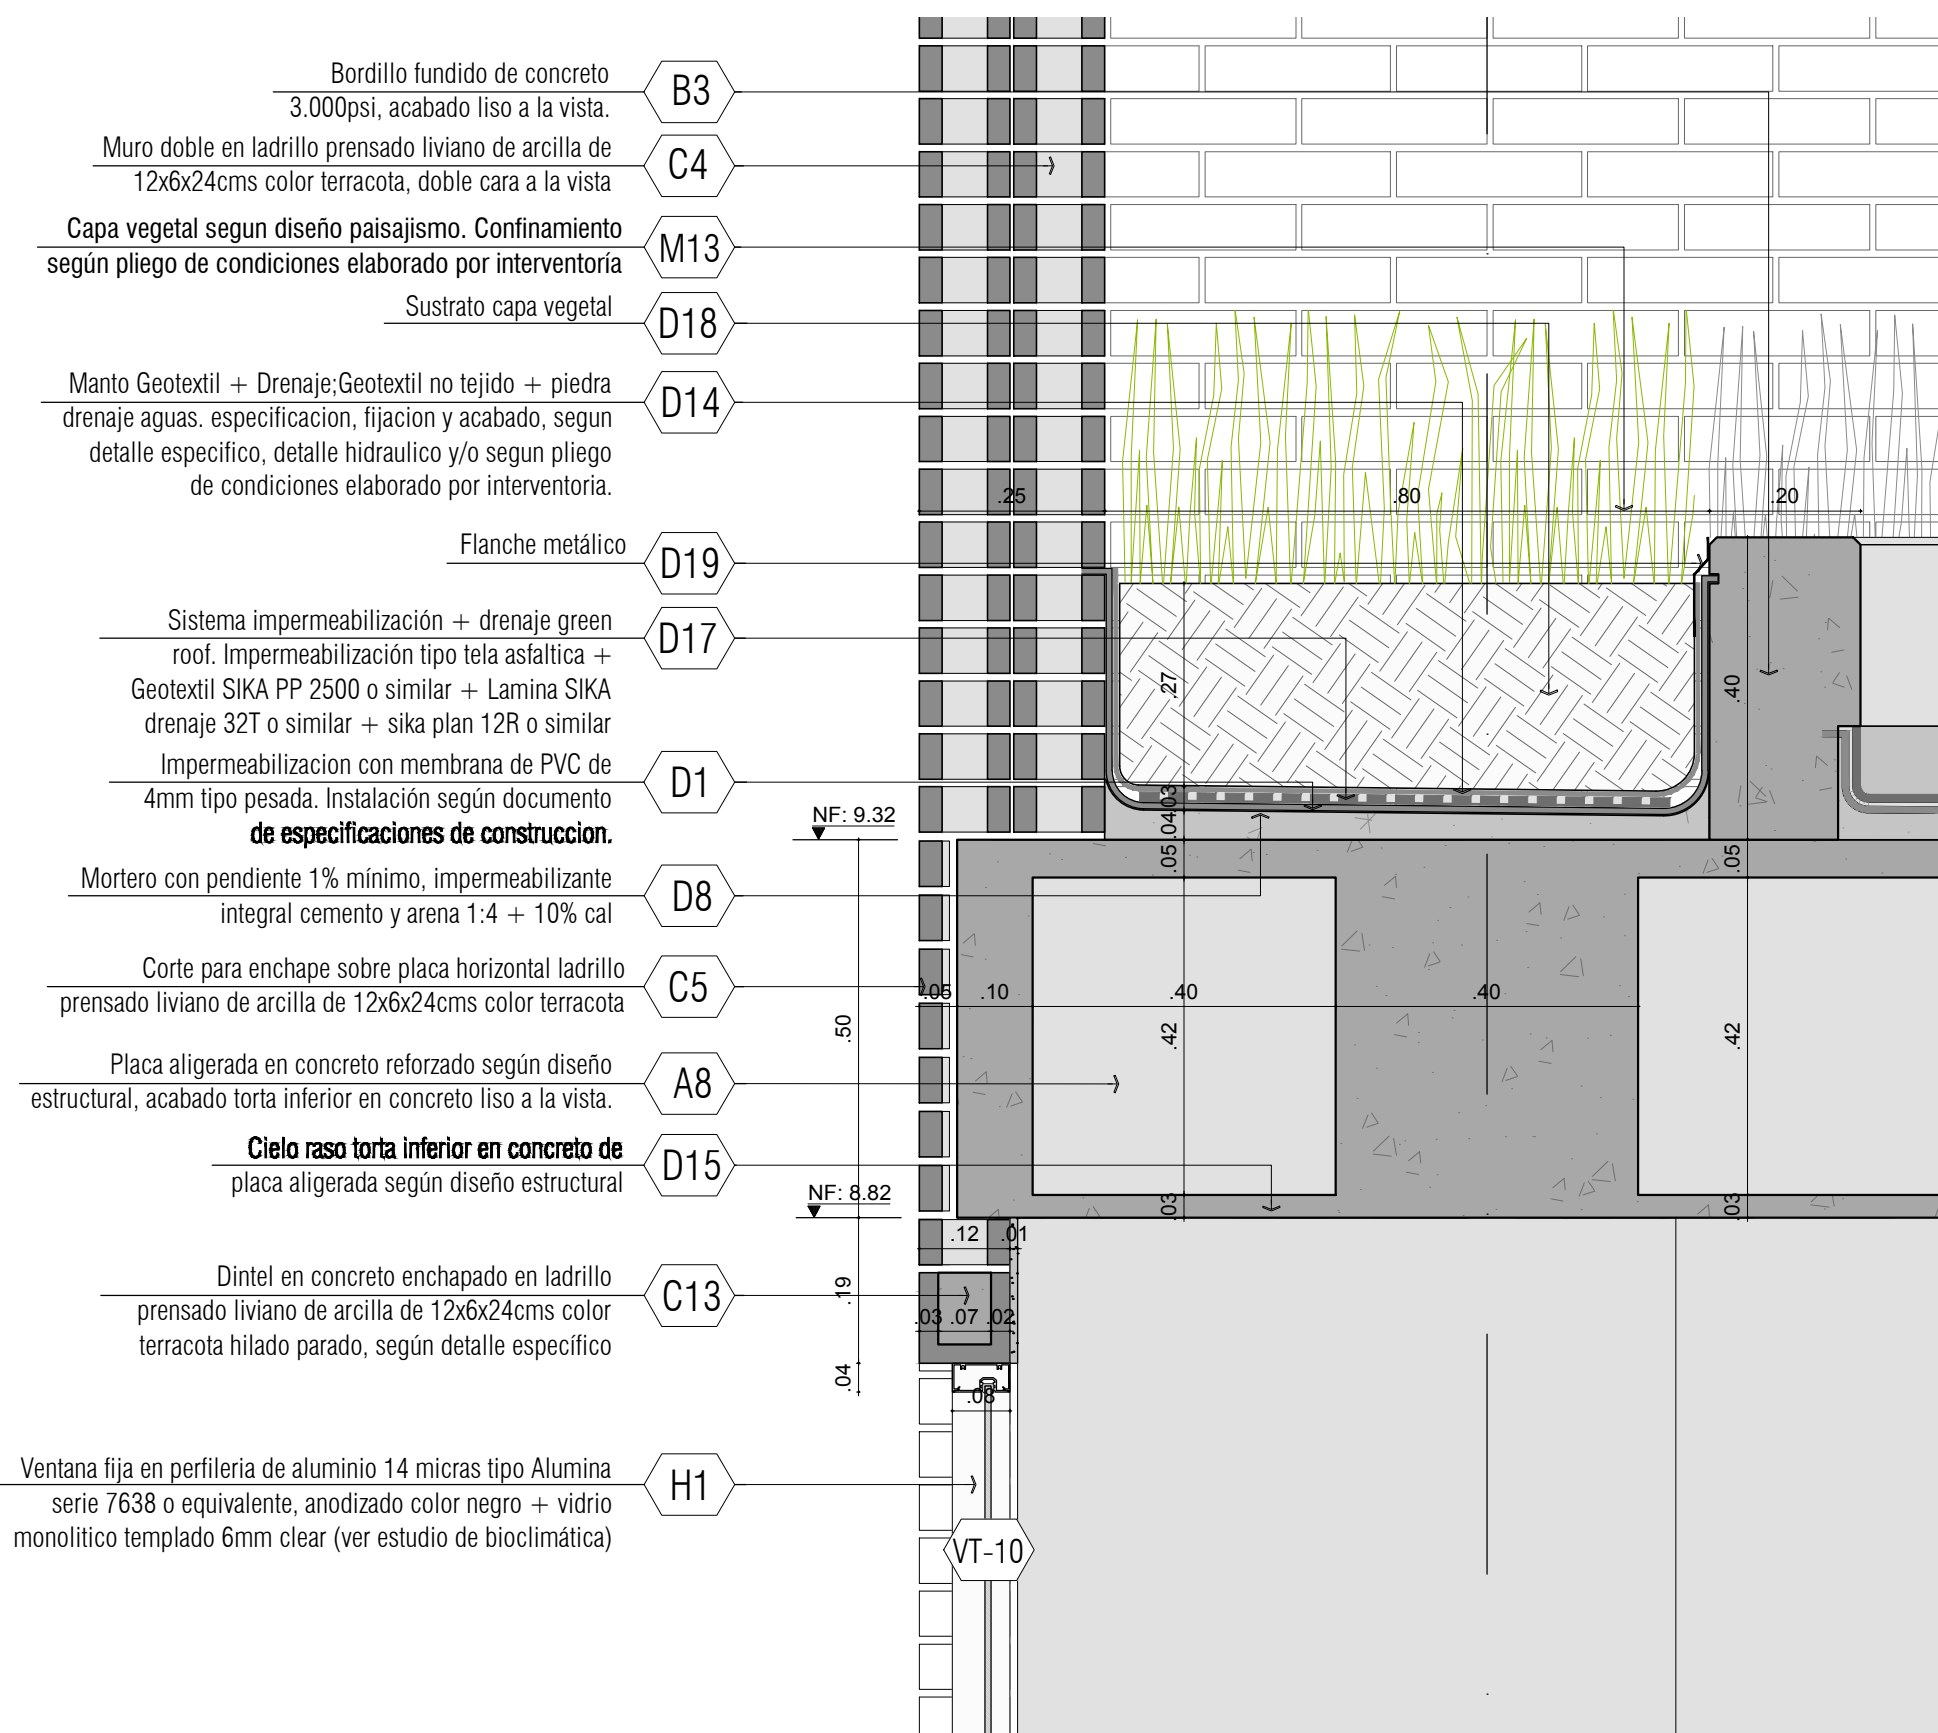 Bordillo fundido de concreto
3.000psi, acabado liso a la vista.
B3
Muro doble en ladrillo prensado liviano de arcilla de
12x6x24cms color terracota, doble cara a la vista
C4
Capa vegetal segun diseño paisajismo. Confinamiento
según pliego de condiciones elaborado por interventoría
M13
Sustrato capa vegetal
D18
Manto Geotextil + Drenaje;Geotextil no tejido + piedra
drenaje aguas. especificacion, fijacion y acabado, segun
detalle especifico, detalle hidraulico y/o segun pliego
de condiciones elaborado por interventoria.
D14
Flanche metálico
D19
Sistema impermeabilización + drenaje green
roof. Impermeabilización tipo tela asfaltica +
Geotextil SIKA PP 2500 o similar + Lamina SIKA
drenaje 32T o similar + sika plan 12R o similar
D17
Impermeabilizacion con membrana de PVC de
4mm tipo pesada. Instalación según documento
de especificaciones de construccion.
D1
Mortero con pendiente 1% mínimo, impermeabilizante
integral cemento y arena 1:4 + 10% cal
D8
Corte para enchape sobre placa horizontal ladrillo
prensado liviano de arcilla de 12x6x24cms color terracota
C5
Placa aligerada en concreto reforzado según diseño
estructural, acabado torta inferior en concreto liso a la vista.
A8
Cielo raso torta inferior en concreto de
placa aligerada según diseño estructural
D15
Dintel en concreto enchapado en ladrillo
prensado liviano de arcilla de 12x6x24cms color
terracota hilado parado, según detalle específico
C13
Ventana fija en perfileria de aluminio 14 micras tipo Alumina
serie 7638 o equivalente, anodizado color negro + vidrio
monolitico templado 6mm clear (ver estudio de bioclimática)
H1
.25
.80
.20
.27
.40
.03
.04
.05
.05
NF: 9.32
.05
.10
.40
.40
.50
.42
.42
.03
.03
NF: 8.82
.12
.01
.19
.03
.07
.02
.04
.08
VT-10